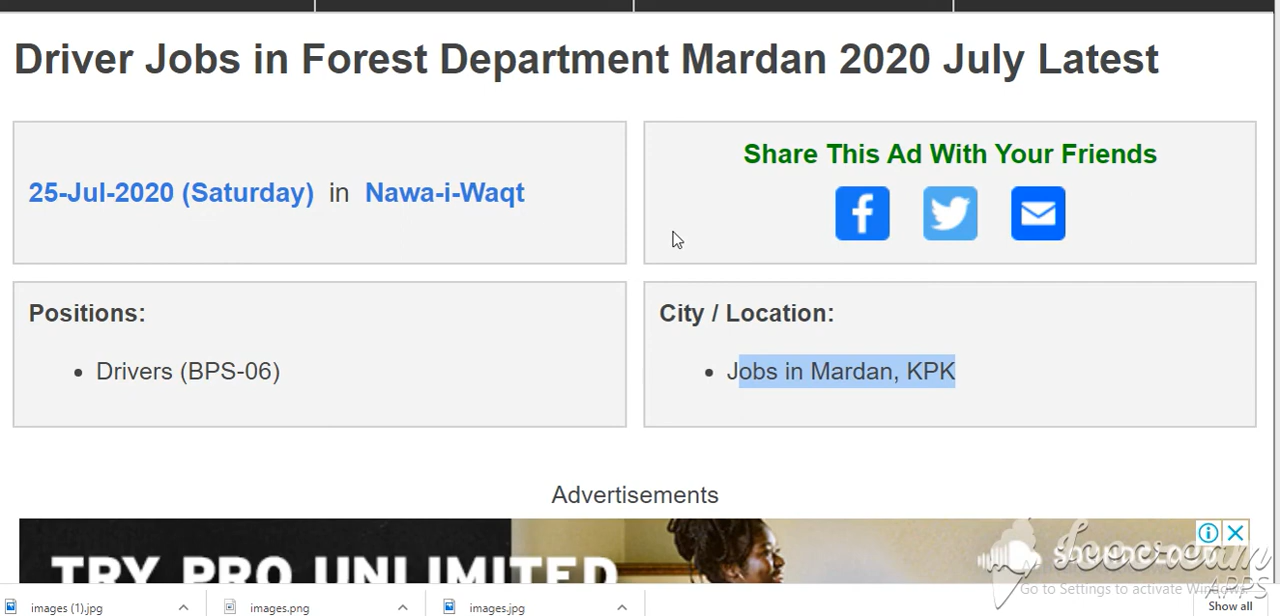 Driver Jobs in Forest Department Mardan 2020 July Latest
25-Jul-2020 (Saturday) in Nawa-i-Waqt
Share This Ad With Your Friends
Positions:
• Drivers (BPS-06)
City / Location:
• Jobs in Mardan, KPK
Advertisements
TRY PRO UNLIMITED
APPS
Go to Settings to activate Windows.
images (1).jpg
images.png
images.jpg
Show all